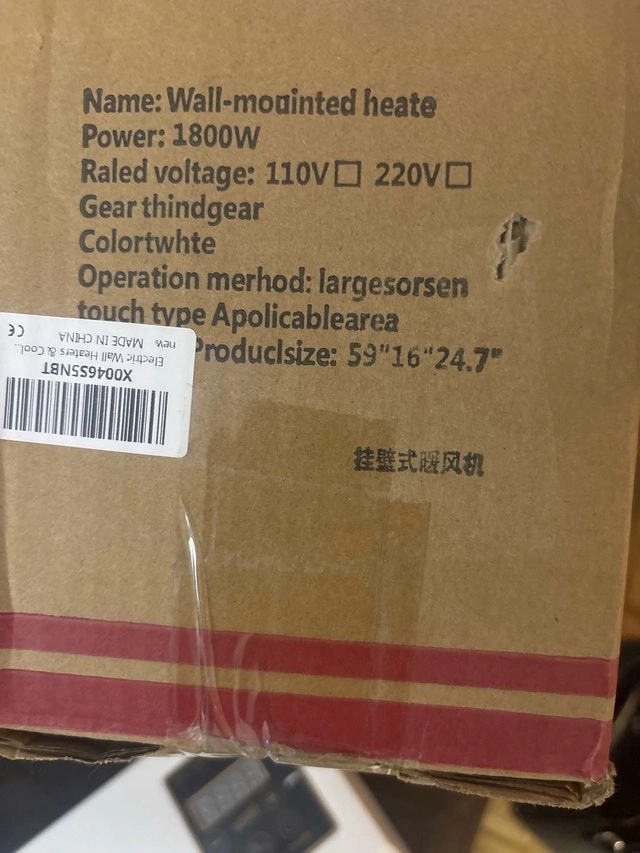 Name: Wall-moainted heate
Power: 1800W
Raled voltage: 110V□ 220V□
Gear thindgear
Colortwhte
Operation merhod: largesorsen
touch type Apolicablearea
Produclsize: 59"16"24.7"
挂壁式暖风机
X0046S5NBT
Electric Wall Heaters & Cool...
new MADE IN CHINA
CE